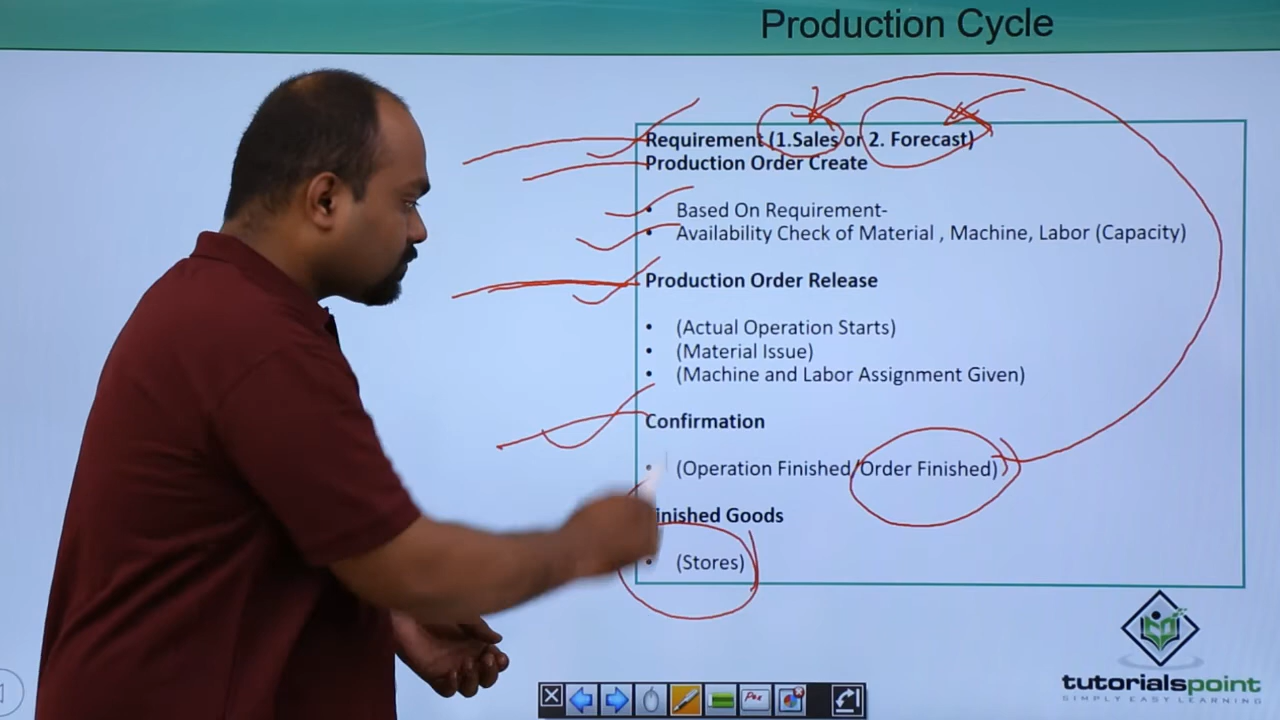 Production Cycle
Requirement (1.Sales or 2. Forecast)
Production Order Create
• Based On Requirement-
• Availability Check of Material , Machine, Labor (Capacity)
Production Order Release
• (Actual Operation Starts)
• (Material Issue)
• (Machine and Labor Assignment Given)
Confirmation
• (Operation Finished/Order Finished)
inished Goods
• (Stores)
tutorialspoint
SIMPLY EASY LEARNING
Pen